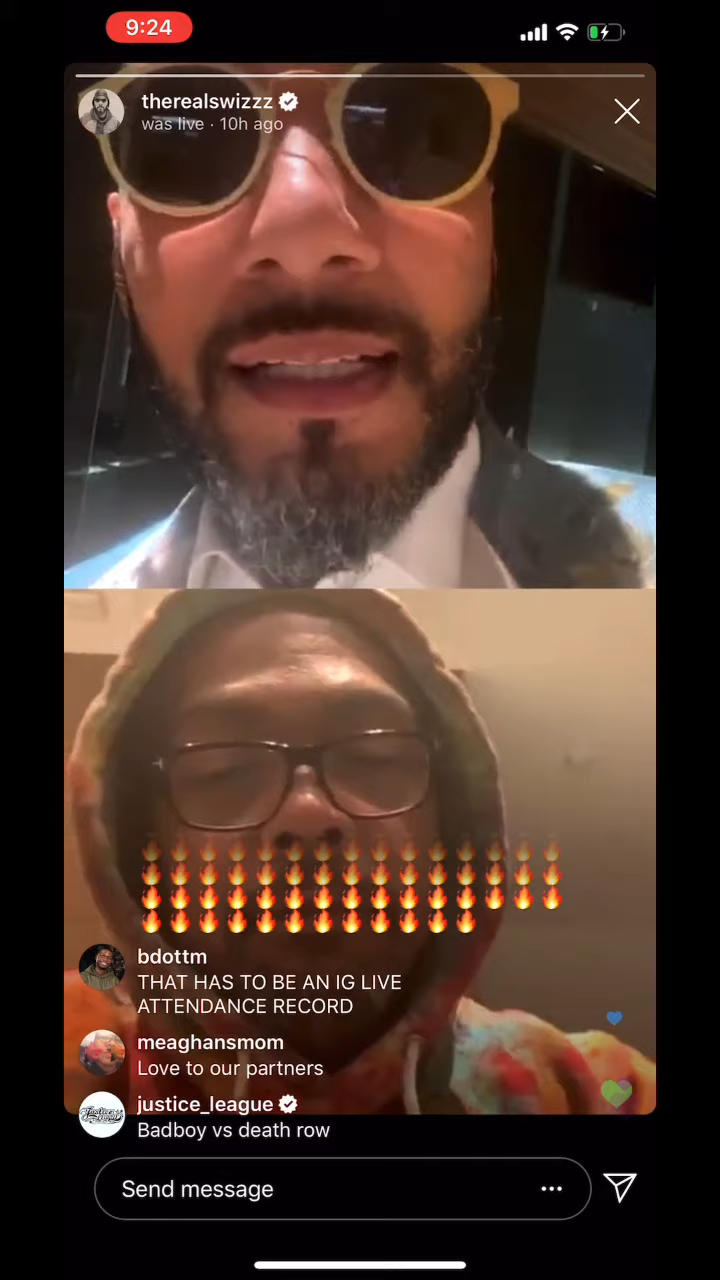 9:24
therealswizzz
was live · 10h ago
🔥🔥🔥🔥🔥🔥🔥🔥🔥🔥🔥🔥🔥🔥🔥
🔥🔥🔥🔥🔥🔥🔥🔥🔥🔥🔥🔥🔥🔥🔥
🔥🔥🔥🔥🔥🔥🔥🔥🔥🔥🔥🔥🔥🔥🔥
🔥🔥🔥🔥🔥🔥🔥🔥🔥🔥🔥🔥
bdottm
THAT HAS TO BE AN IG LIVE
ATTENDANCE RECORD
meaghansmom
Love to our partners
justice_league
Badboy vs death row
Send message